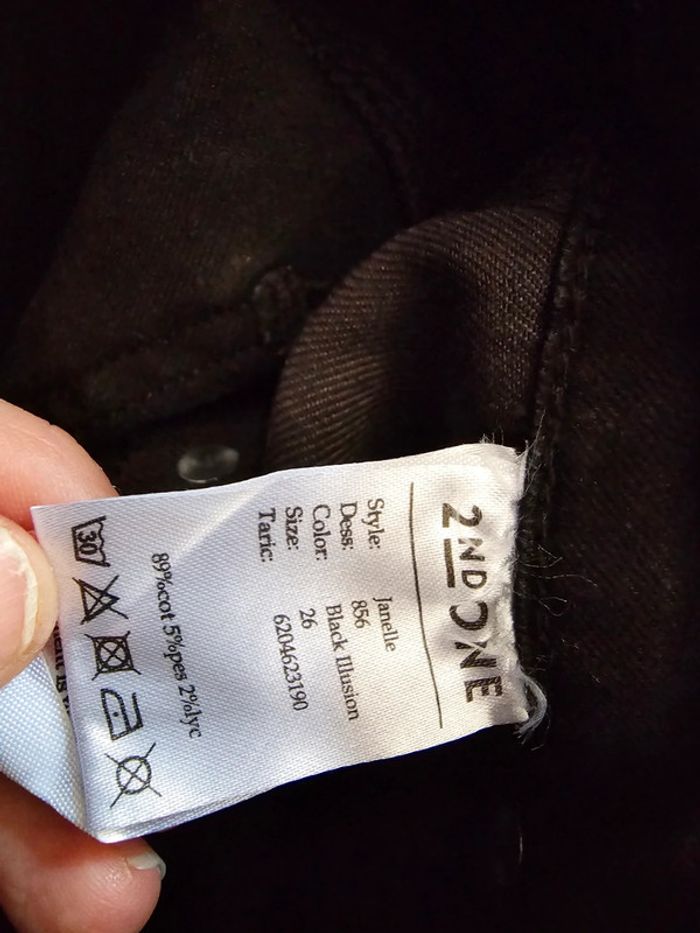 2ND ONE
Style: Janelle
Dess: 856
Color: Black Illusion
Size: 26
Taric: 6204623190
89%cot 5%pes 2%lyc
30